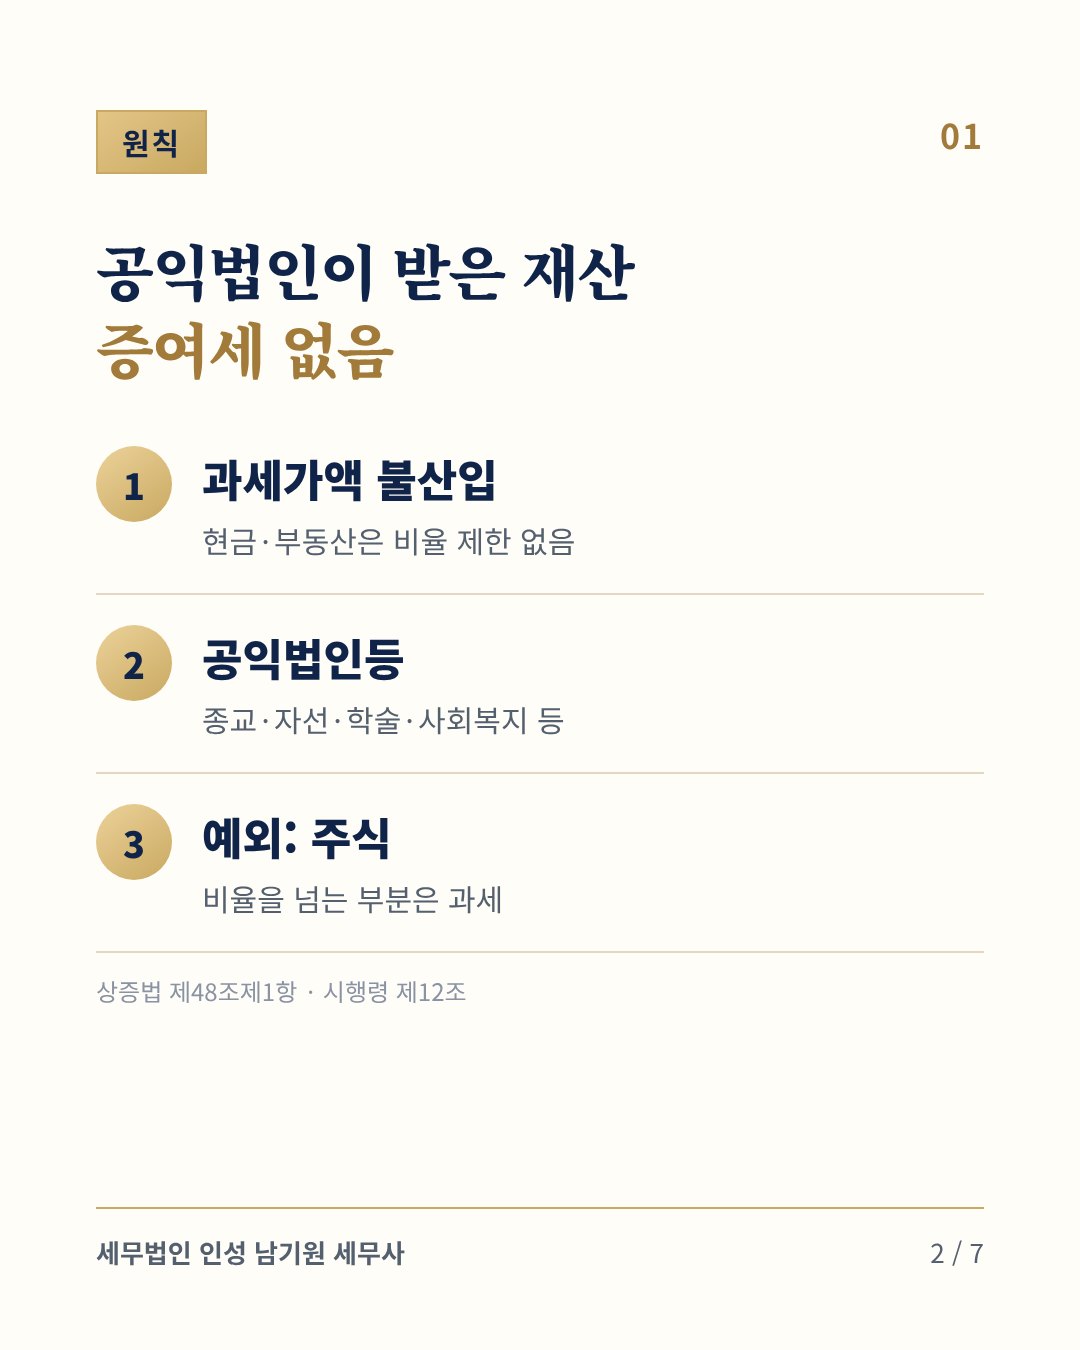 원칙
01
공익법인이 받은 재산
증여세 없음
1
과세가액 불산입
현금·부동산은 비율 제한 없음
2
공익법인등
종교·자선·학술·사회복지 등
3
예외: 주식
비율을 넘는 부분은 과세
상증법 제48조제1항 · 시행령 제12조
세무법인 인성 남기원 세무사
2 / 7